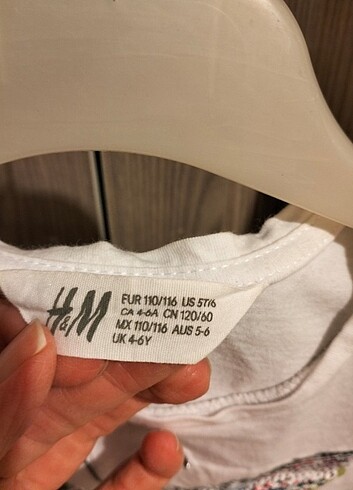 H&M
EUR 110/116 US 5T/6
CA 4-6A CN 120/60
MX 110/116 AUS 5-6
UK 4-6Y